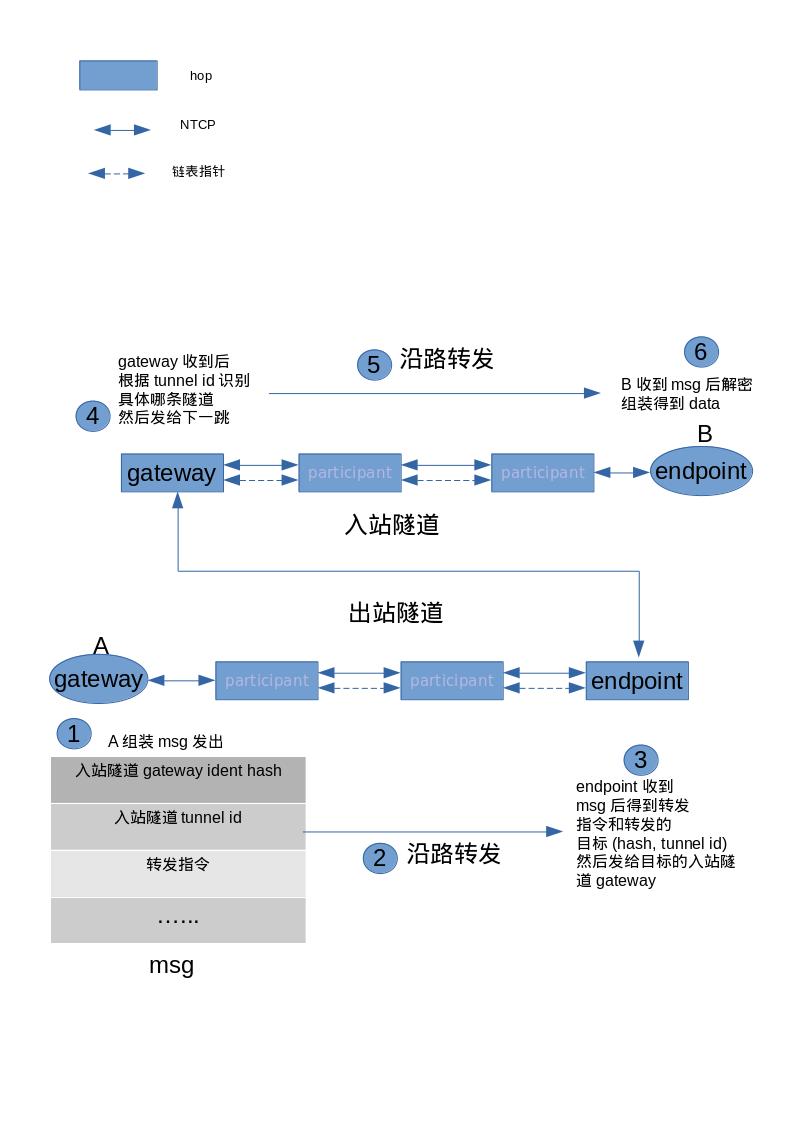 hop
NTCP
链表指针
5
沿路转发
6
gateway 收到后
根据 tunnel id 识别
具体哪条隧道
然后发给下一跳
4
B 收到 msg 后解密
组装得到 data
B
gateway
participant
participant
endpoint
入站隧道
出站隧道
A
gateway
participant
participant
endpoint
1
A 组装 msg 发出
入站隧道 gateway ident hash
入站隧道 tunnel id
转发指令
……
msg
2
沿路转发
3
endpoint 收到
msg 后得到转发
指令和转发的
目标 (hash, tunnel id)
然后发给目标的入站隧
道 gateway